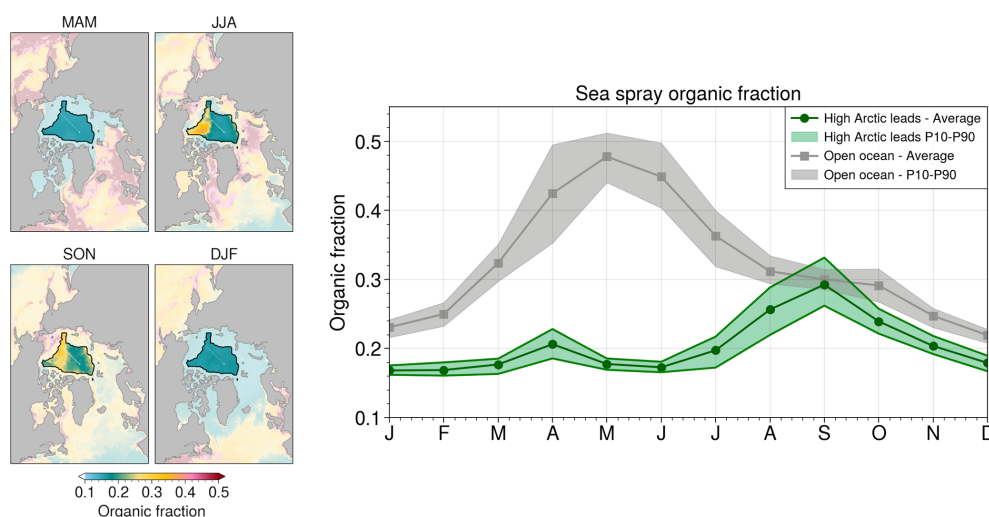 MAM
JJA
SON
DJF
0.1 0.2 0.3 0.4 0.5
Organic fraction
Sea spray organic fraction
Organic fraction
0.5
0.4
0.3
0.2
0.1
J F M A M J J A S O N D
High Arctic leads - Average
High Arctic leads P10-P90
Open ocean - Average
Open ocean - P10-P90